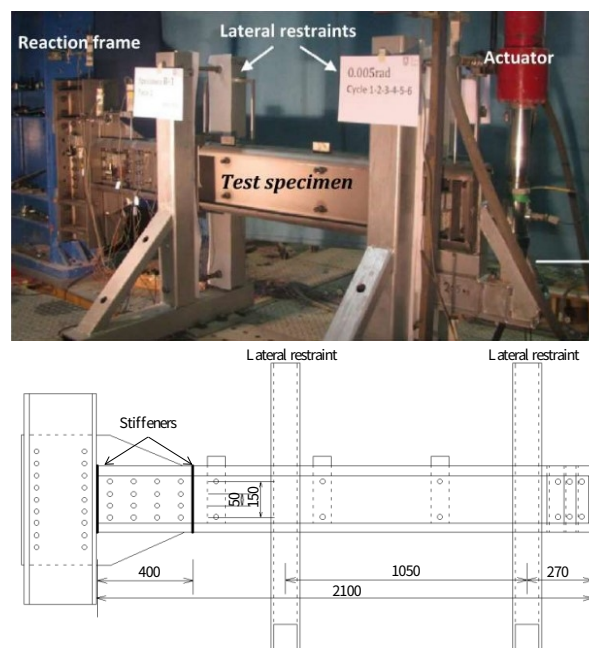 Reaction frame
Lateral restraints
Actuator
0.005rad
Cycle 1-2-3-4-5-6
Test specimen
Lateral restraint
Lateral restraint
Stiffeners
50
150
400
1050
270
2100